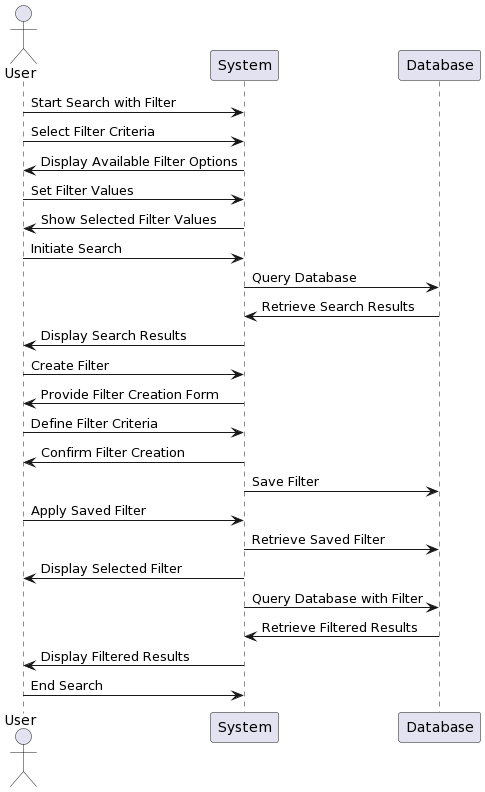 User
System
Database
Start Search with Filter
Select Filter Criteria
Display Available Filter Options
Set Filter Values
Show Selected Filter Values
Initiate Search
Query Database
Retrieve Search Results
Display Search Results
Create Filter
Provide Filter Creation Form
Define Filter Criteria
Confirm Filter Creation
Save Filter
Apply Saved Filter
Retrieve Saved Filter
Display Selected Filter
Query Database with Filter
Retrieve Filtered Results
Display Filtered Results
End Search
User
System
Database